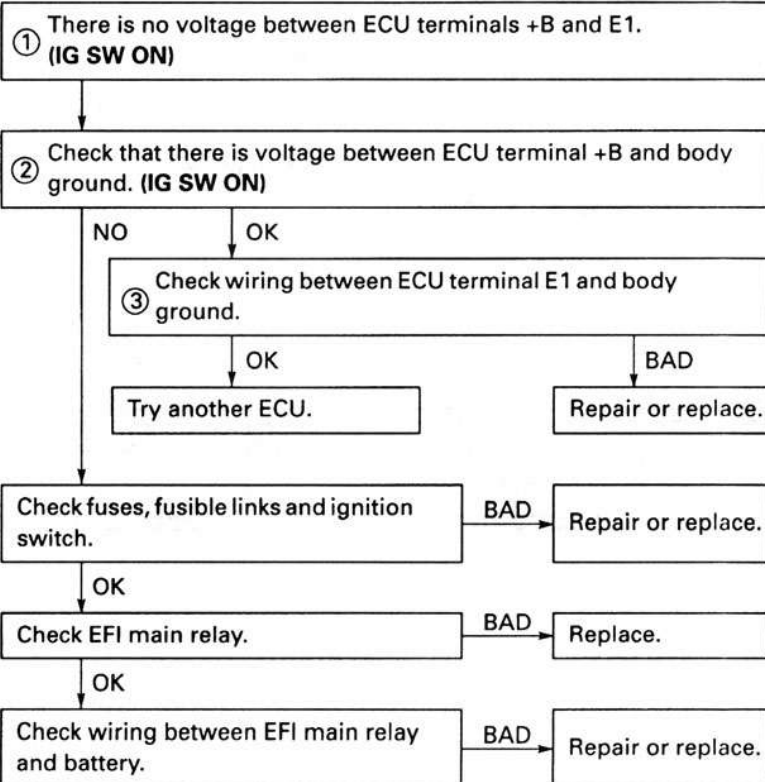 ① There is no voltage between ECU terminals +B and E1.
(IG SW ON)
② Check that there is voltage between ECU terminal +B and body
ground. (IG SW ON)
NO
OK
③ Check wiring between ECU terminal E1 and body
ground.
OK
BAD
Try another ECU.
Repair or replace.
Check fuses, fusible links and ignition
switch.
BAD
Repair or replace.
OK
Check EFI main relay.
BAD
Replace.
OK
Check wiring between EFI main relay
and battery.
BAD
Repair or replace.